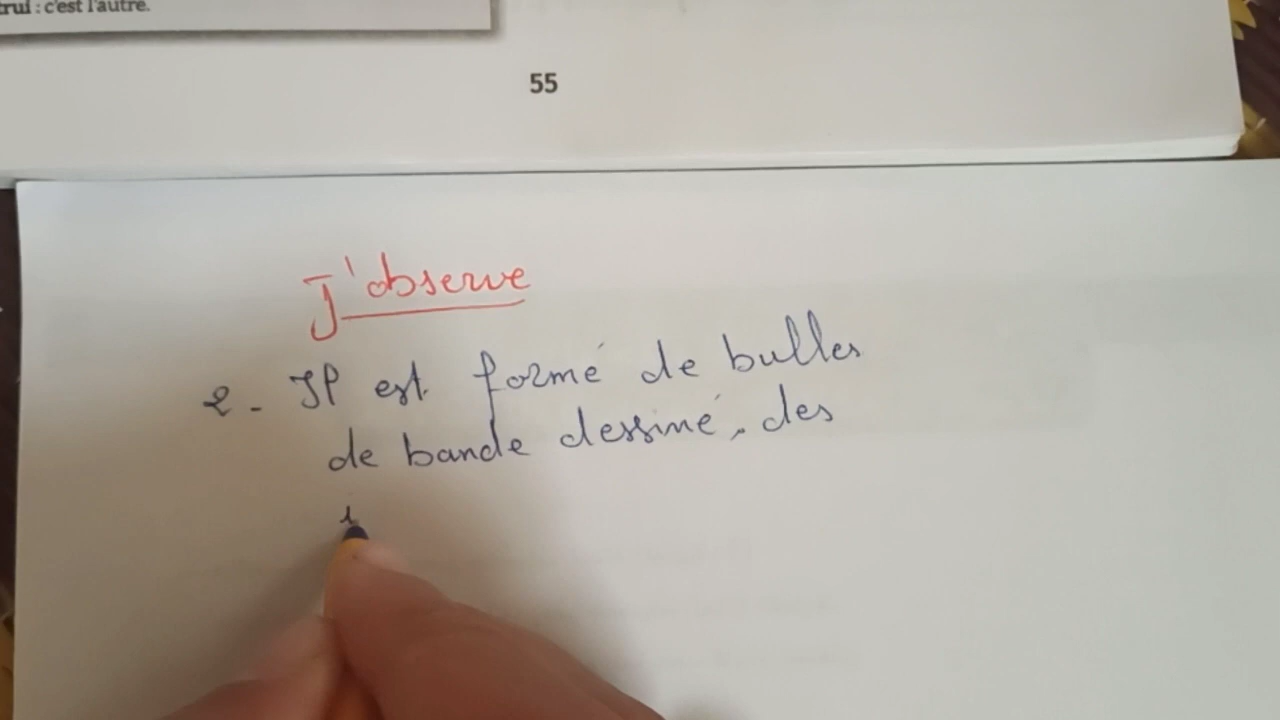 trui : c'est l'autre.
55
J'observe
2 - Il est formé de bulles
de bande dessiné, des